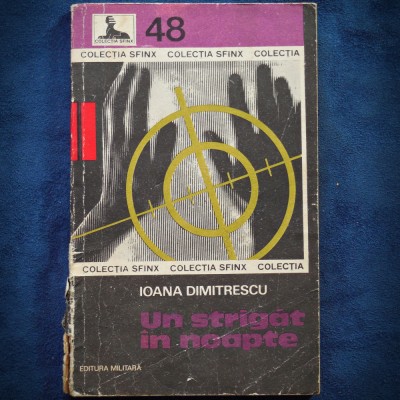 48
COLECȚIA SFINX
COLECȚIA SFINX COLECȚIA SFINX COLECȚIA
COLECȚIA SFINX COLECȚIA SFINX COLECȚIA
IOANA DIMITRESCU
Un strigăt
în noapte
EDITURA MILITARĂ